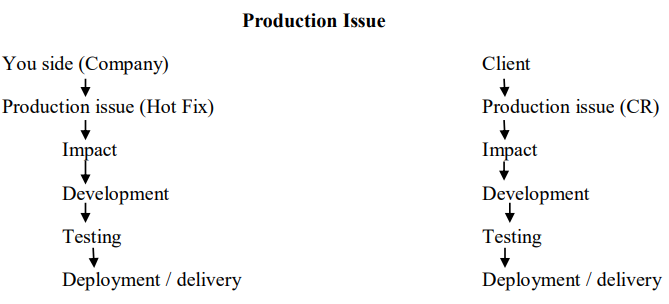 Production Issue
You side (Company)
Production issue (Hot Fix)
Impact
Development
Testing
Deployment / delivery
Client
Production issue (CR)
Impact
Development
Testing
Deployment / delivery